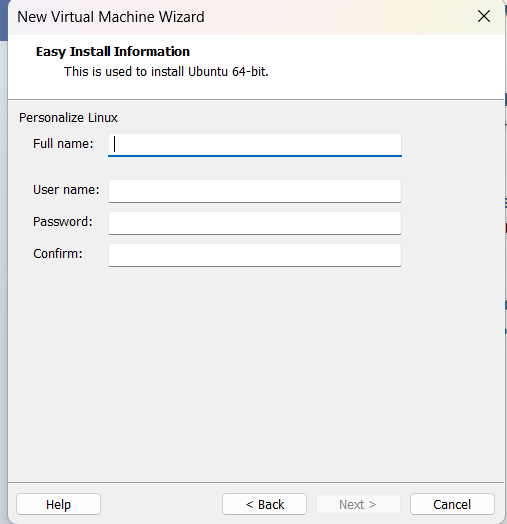 New Virtual Machine Wizard
Easy Install Information
This is used to install Ubuntu 64-bit.
Personalize Linux
Full name:
User name:
Password:
Confirm:
Help
< Back
Next >
Cancel